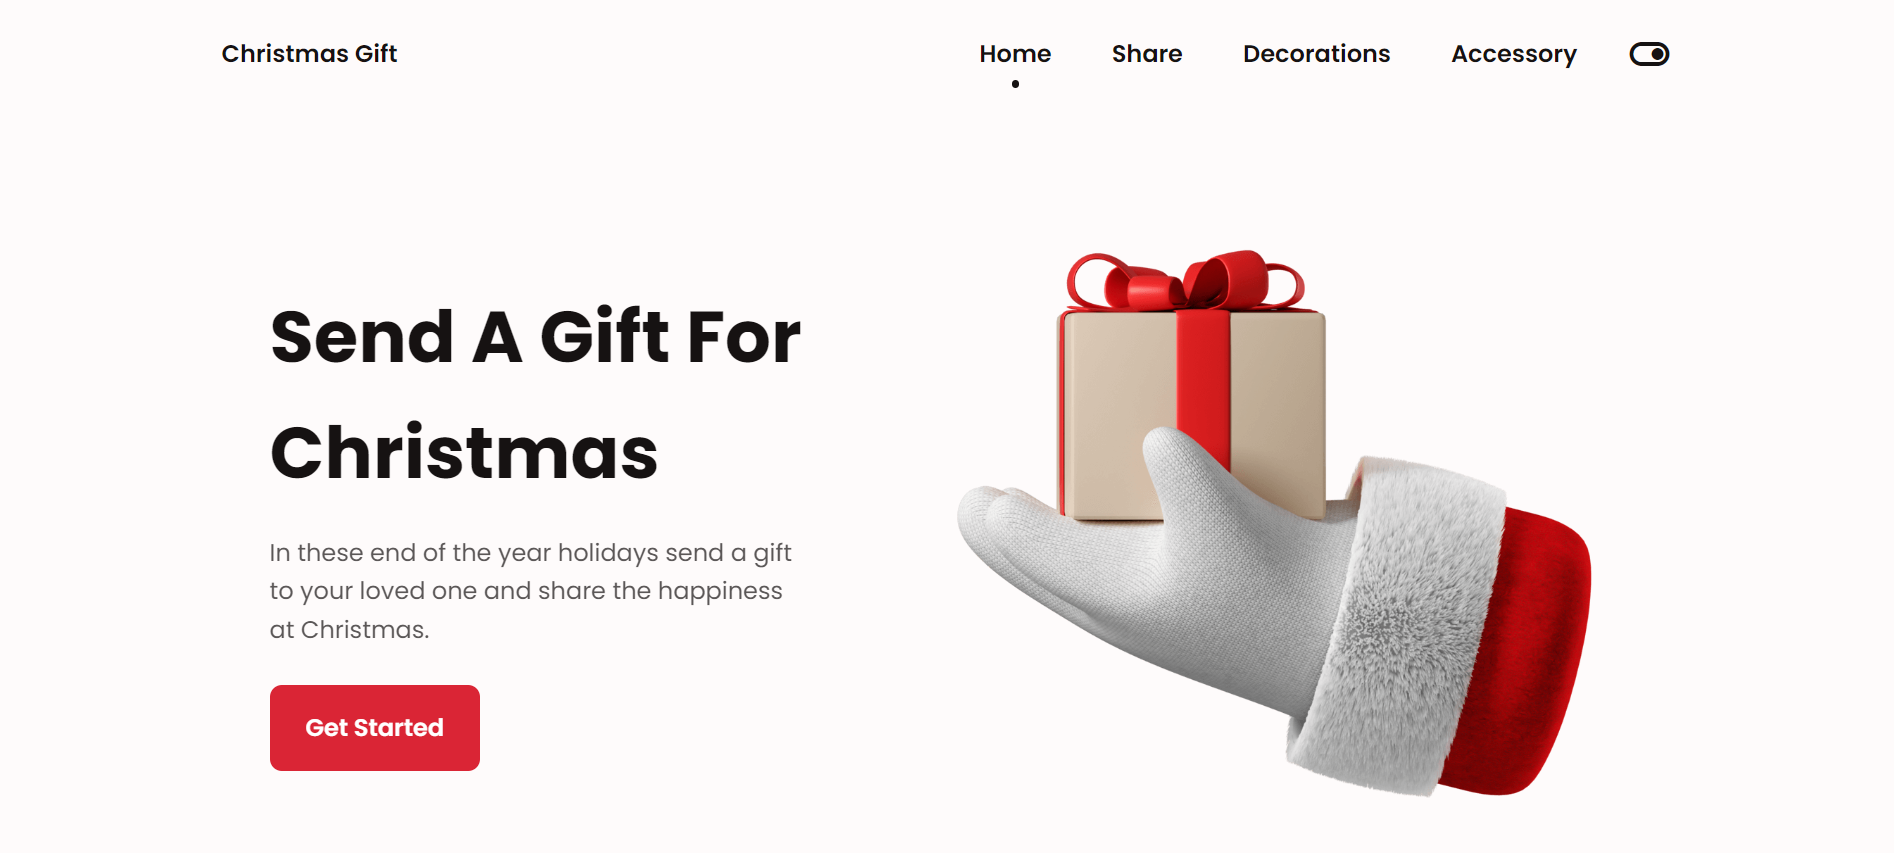 Christmas Gift
Home
Share
Decorations
Accessory
Send A Gift For
Christmas
In these end of the year holidays send a gift
to your loved one and share the happiness
at Christmas.
Get Started